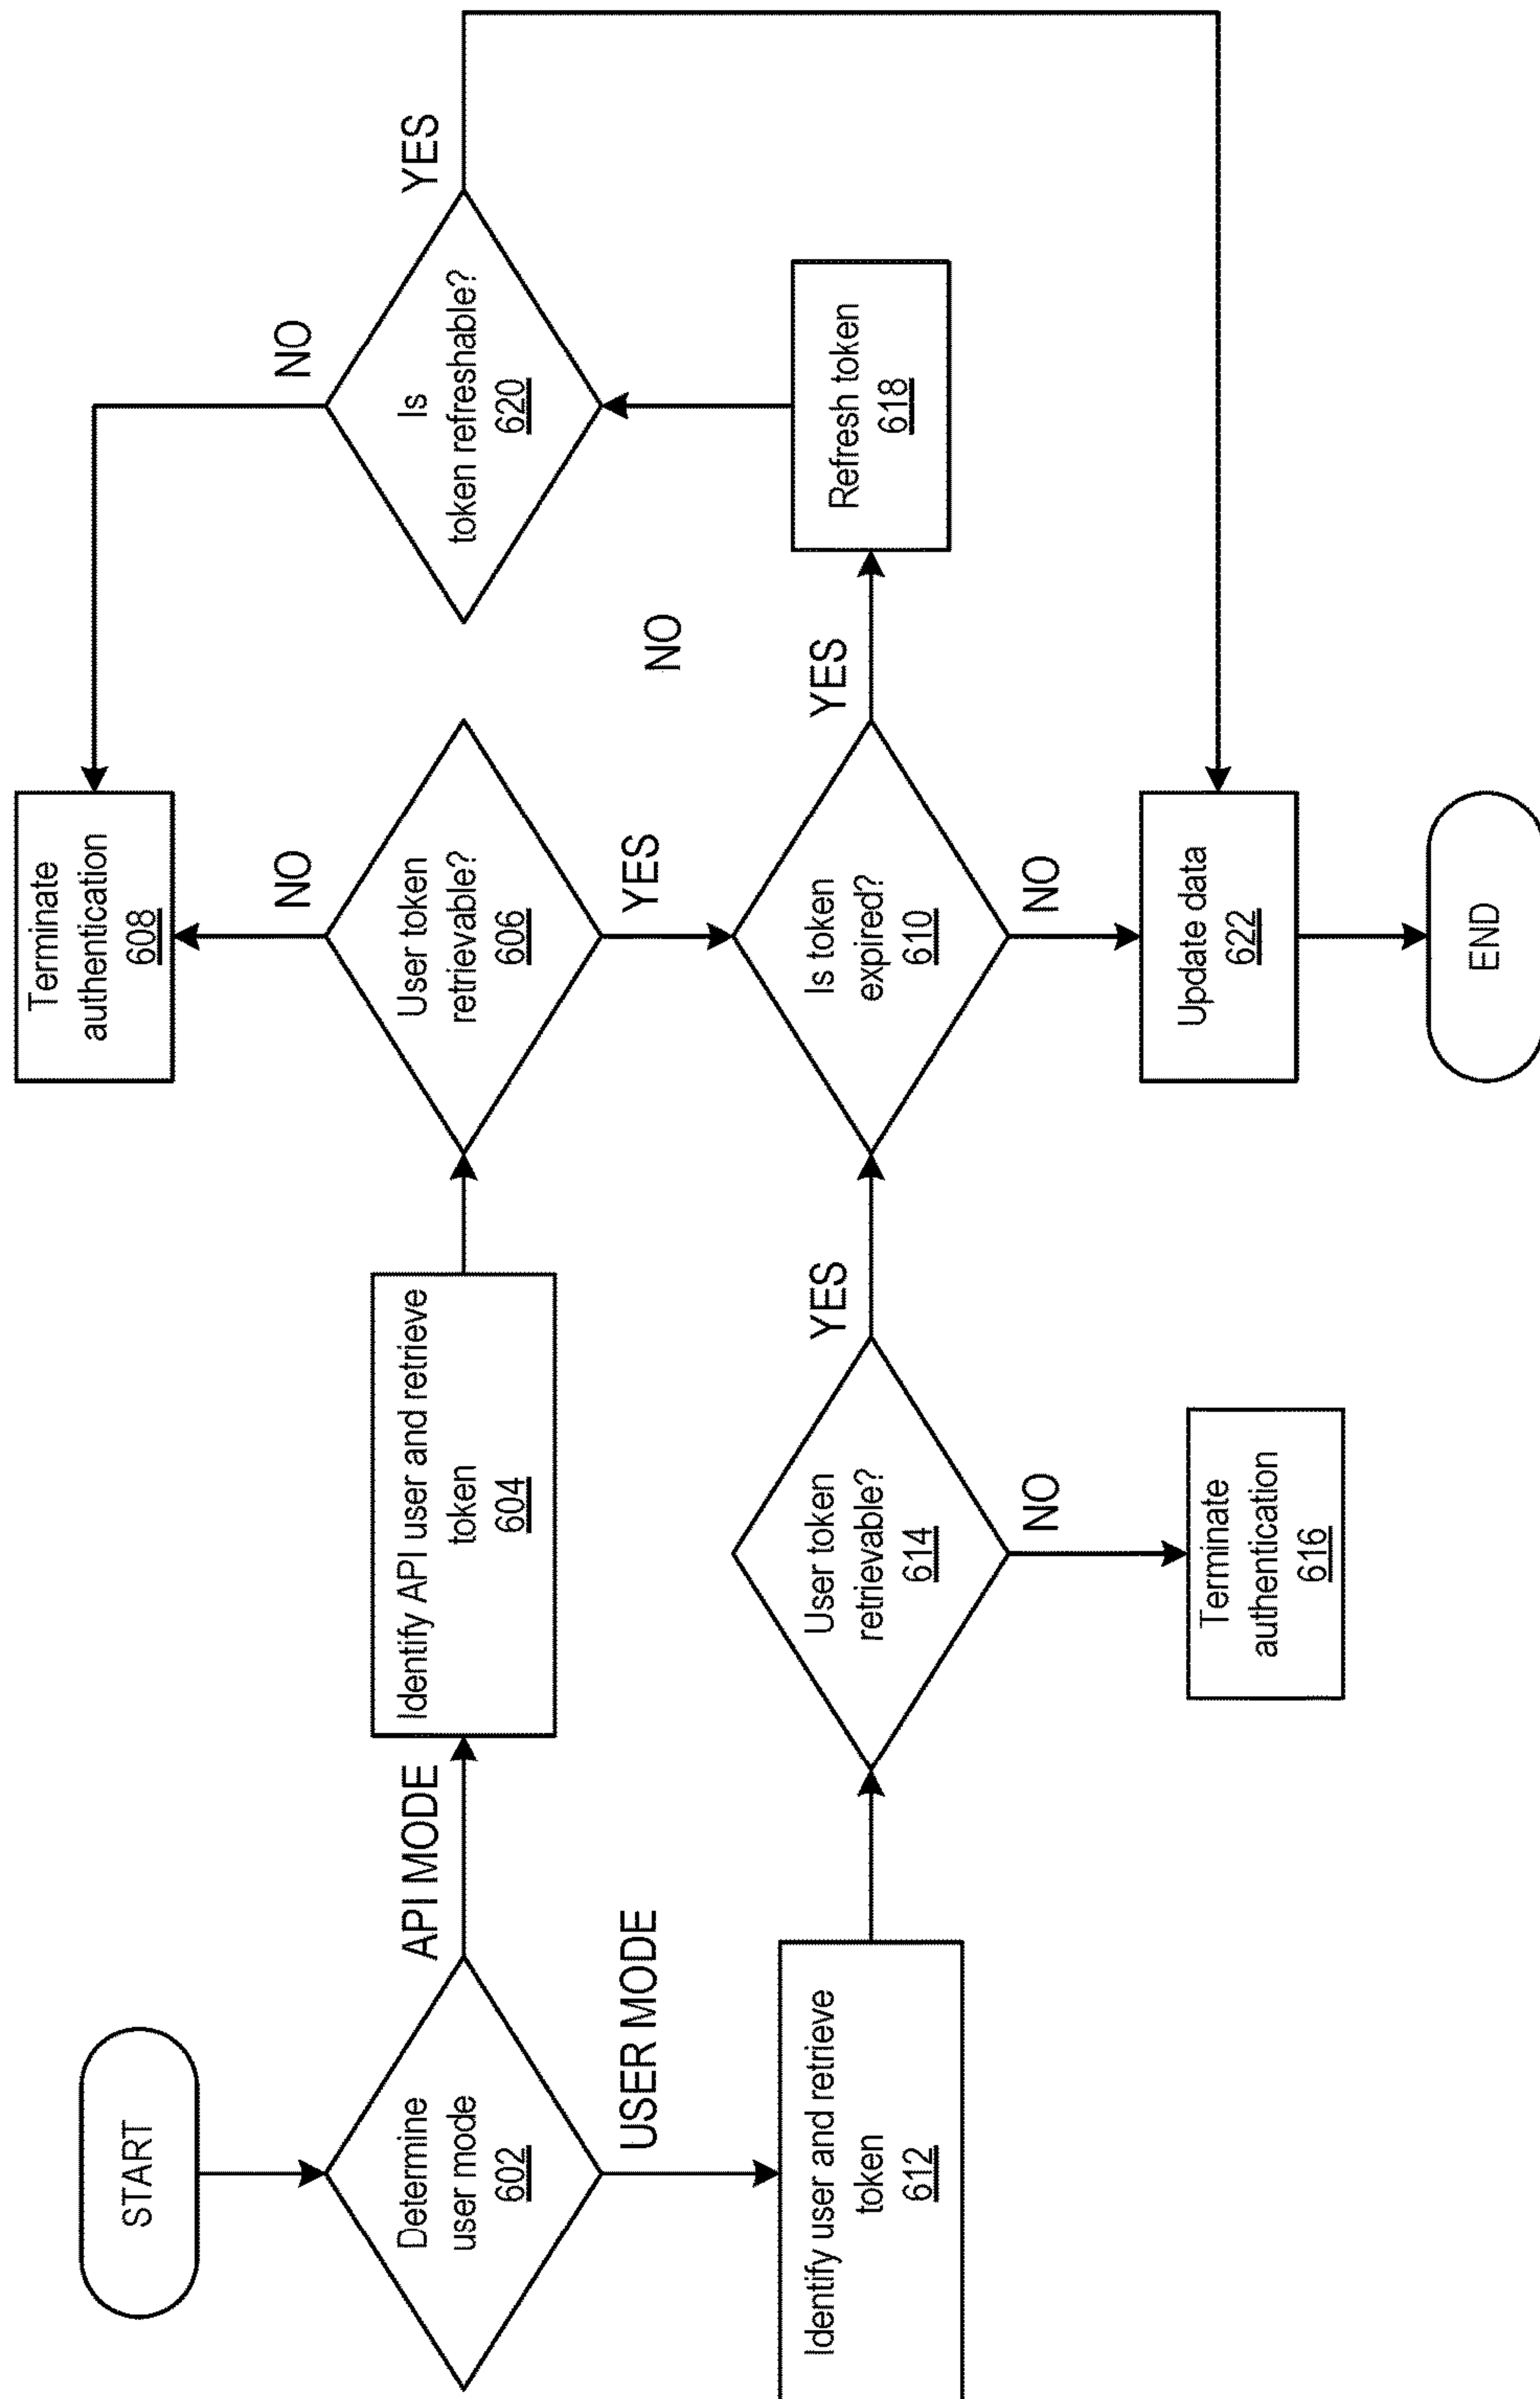 START
Determine
user mode
602
API MODE
USER MODE
Identify API user and retrieve
token
604
User token
retrievable?
606
NO
Terminate
authentication
608
YES
Identify user and retrieve
token
612
User token
retrievable?
614
YES
NO
Terminate
authentication
616
Is token
expired?
610
YES
NO
NO
Refresh token
618
Is
token refreshable?
620
NO
YES
Update data
622
END